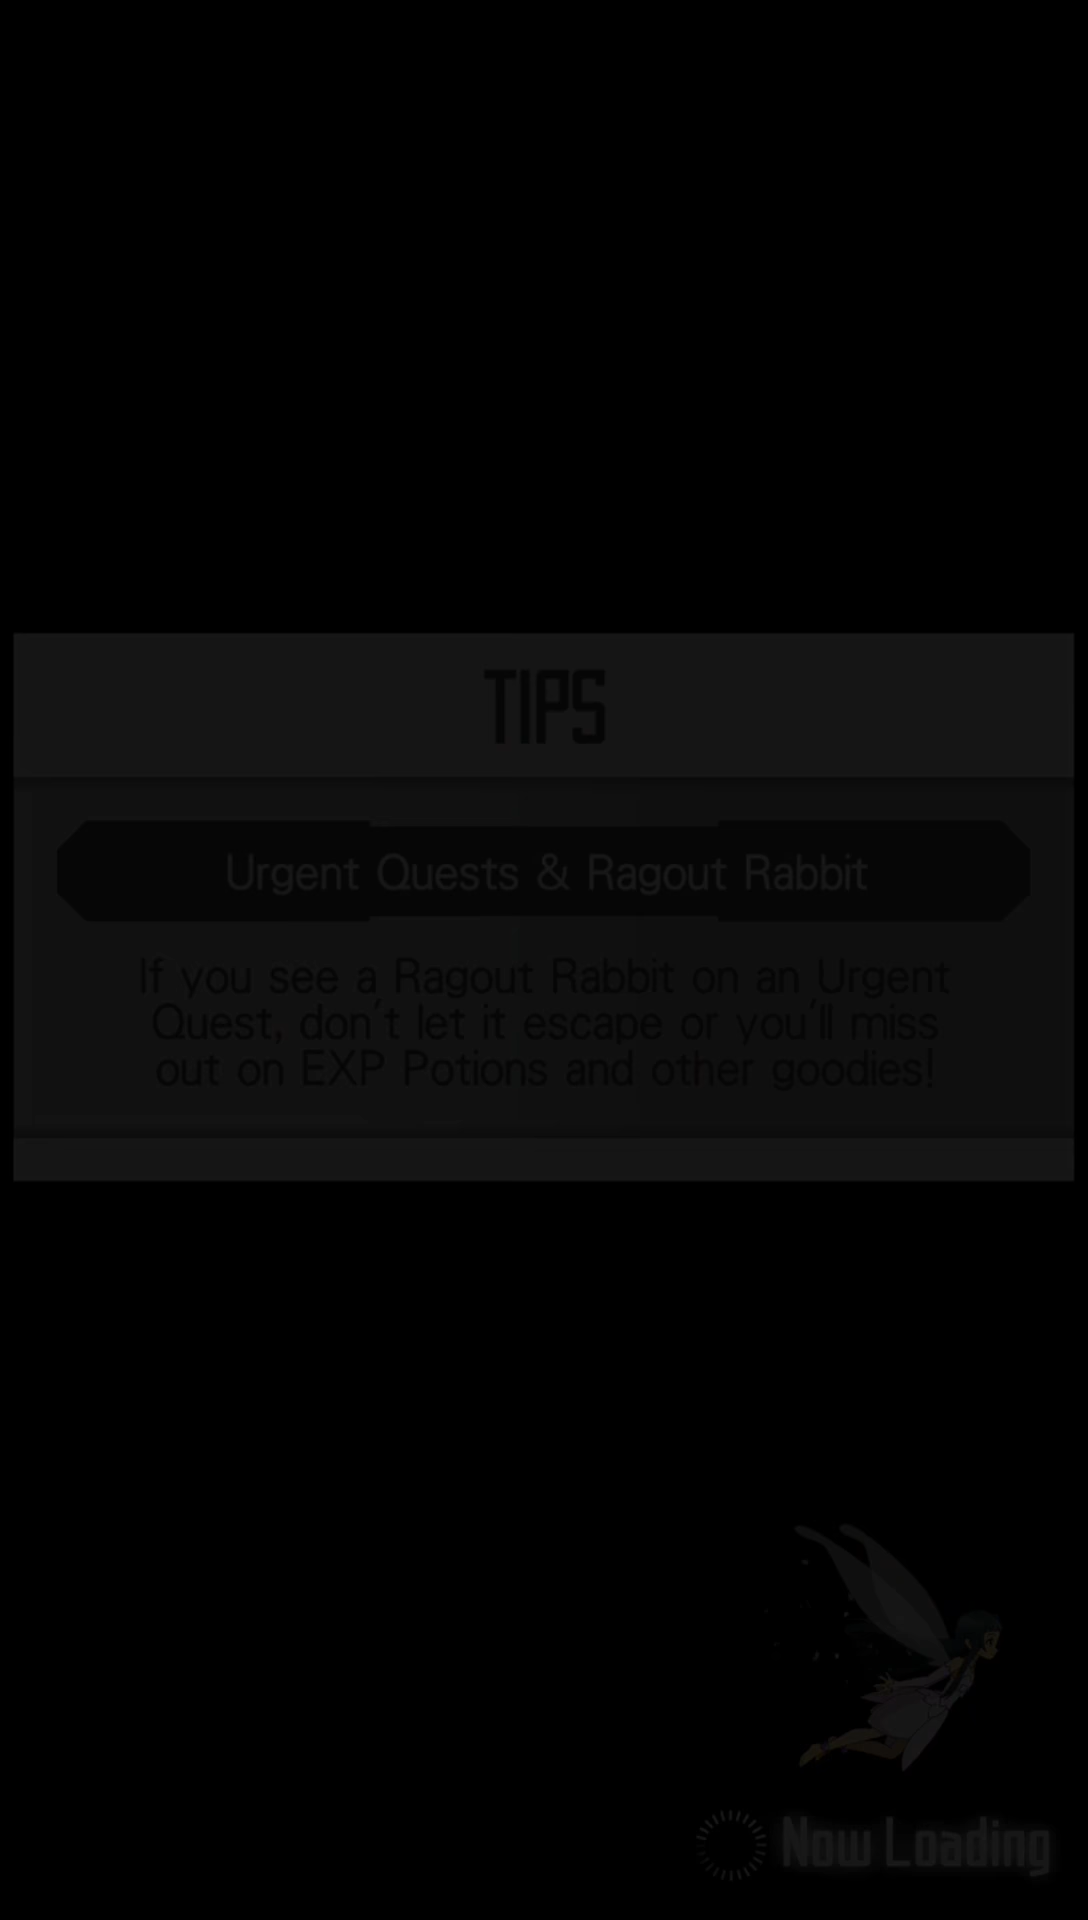 TIPS
Urgent Quests & Ragout Rabbit
If you see a Ragout Rabbit on an Urgent
Quest, don't let it escape or you'll miss
out on EXP Potions and other goodies!
Now Loading